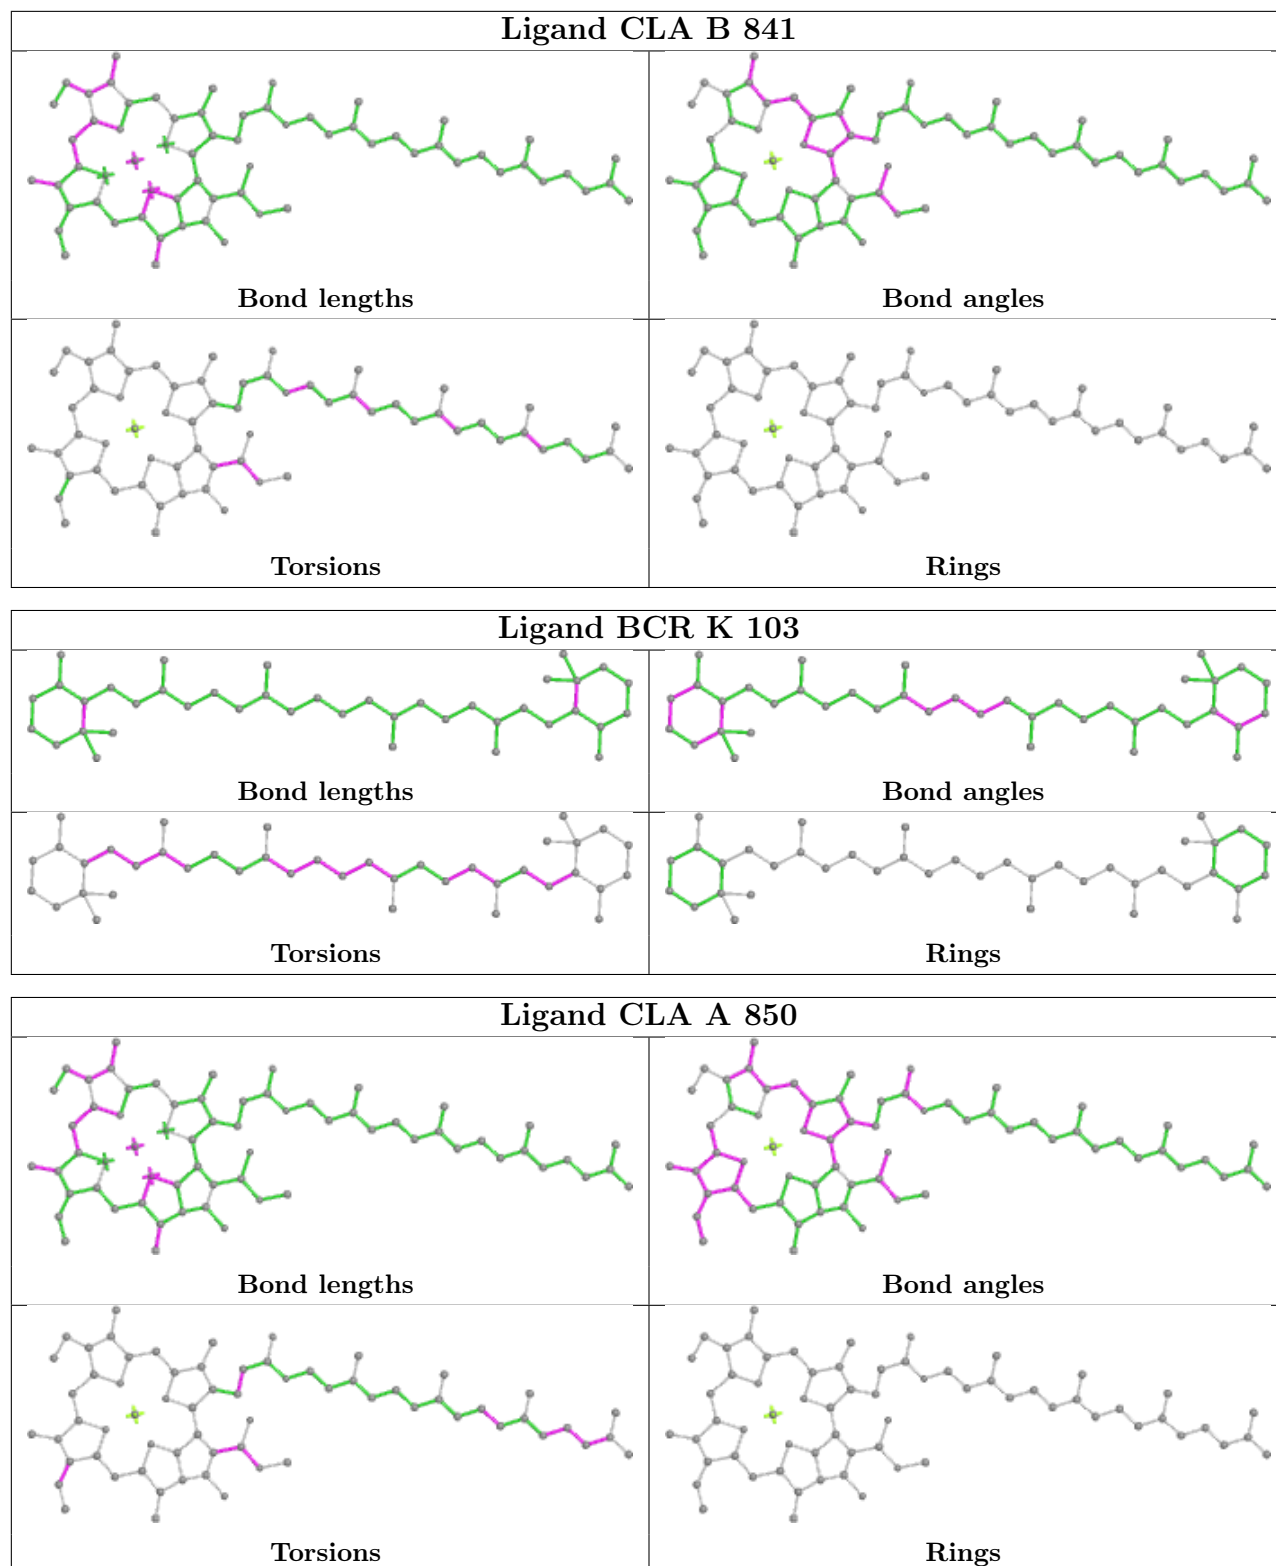 Ligand CLA B 841
Bond lengths
Bond angles
Torsions
Rings
Ligand BCR K 103
Bond lengths
Bond angles
Torsions
Rings
Ligand CLA A 850
Bond lengths
Bond angles
Torsions
Rings